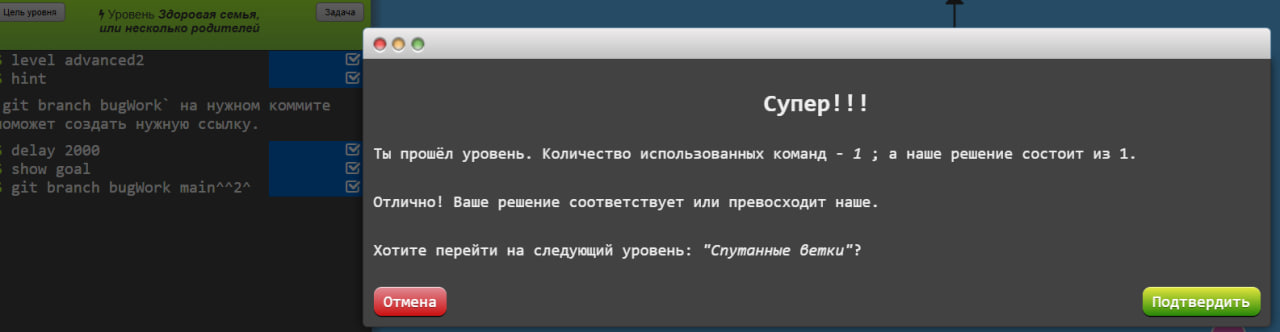 Цель уровня
Уровень Здоровая семья,
или несколько родителей
Задача
$ level advanced2
$ hint
git branch bugWork` на нужном коммите
поможет создать нужную ссылку.
$ delay 2000
$ show goal
$ git branch bugWork main^^2^
Супер!!!
Ты прошёл уровень. Количество использованных команд - 1 ; а наше решение состоит из 1.
Отлично! Ваше решение соответствует или превосходит наше.
Хотите перейти на следующий уровень: "Спутанные ветки"?
Отмена
Подтвердить